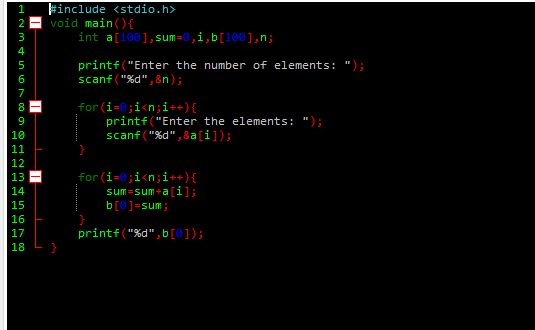 1 #include <stdio.h>
2 void main(){
3 int a[100],sum=0,i,b[100],n;
4
5 printf("Enter the number of elements: ");
6 scanf("%d",&n);
7
8 for(i=0;i<n;i++){
9 printf("Enter the elements: ");
10 scanf("%d",&a[i]);
11 }
12
13 for(i=0;i<n;i++){
14 sum=sum+a[i];
15 b[0]=sum;
16 }
17 printf("%d",b[0]);
18 }